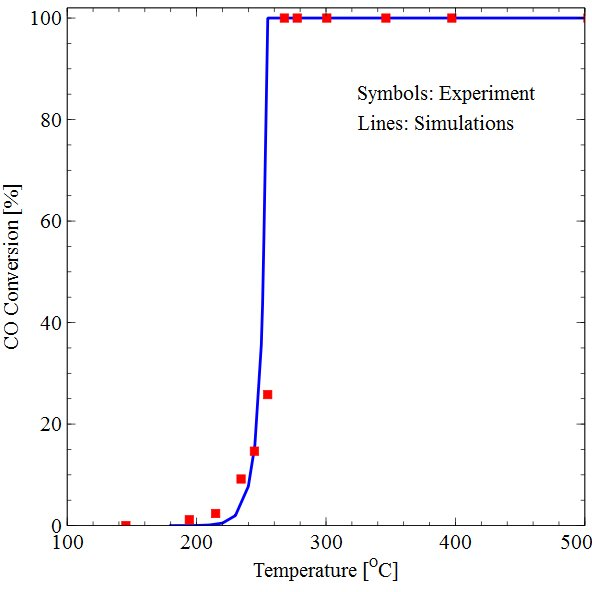 100
80
60
40
20
0
CO Conversion [%]
Symbols: Experiment
Lines: Simulations
100 200 300 400 500
Temperature [°C]